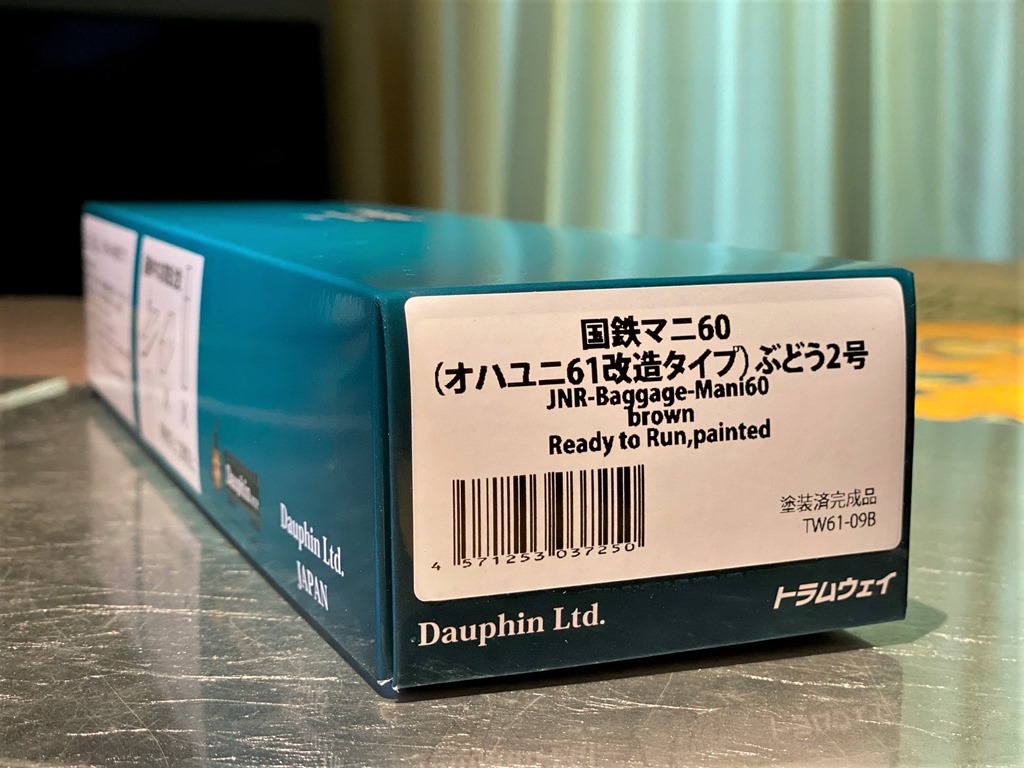 国鉄マニ60
(オハユニ61改造タイプ) ぶどう2号
JNR-Baggage-Mani60
brown
Ready to Run,painted
塗装済完成品
TW61-09B
4 571253 037250
Dauphin Ltd.
トラムウェイ
Dauphin
Dauphin Ltd.
JAPAN